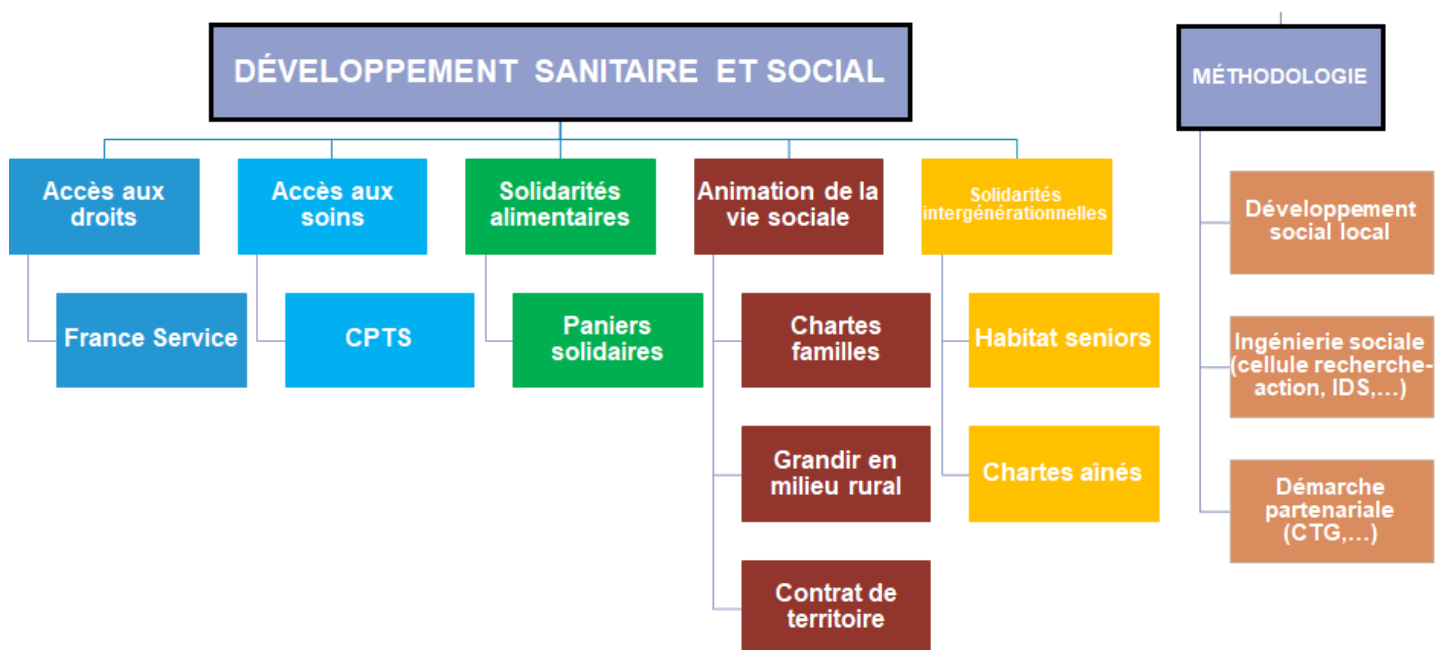 DÉVELOPPEMENT SANITAIRE ET SOCIAL
MÉTHODOLOGIE
Accès aux
droits
Accès aux
soins
Solidarités
alimentaires
Animation de la
vie sociale
Solidarités
intergénérationnelles
France Service
CPTS
Paniers
solidaires
Chartes
familles
Habitat seniors
Grandir en
milieu rural
Chartes aînés
Contrat de
territoire
Développement
social local
Ingénierie sociale
(cellule recherche-
action, IDS,...)
Démarche
partenariale
(CTG,...)